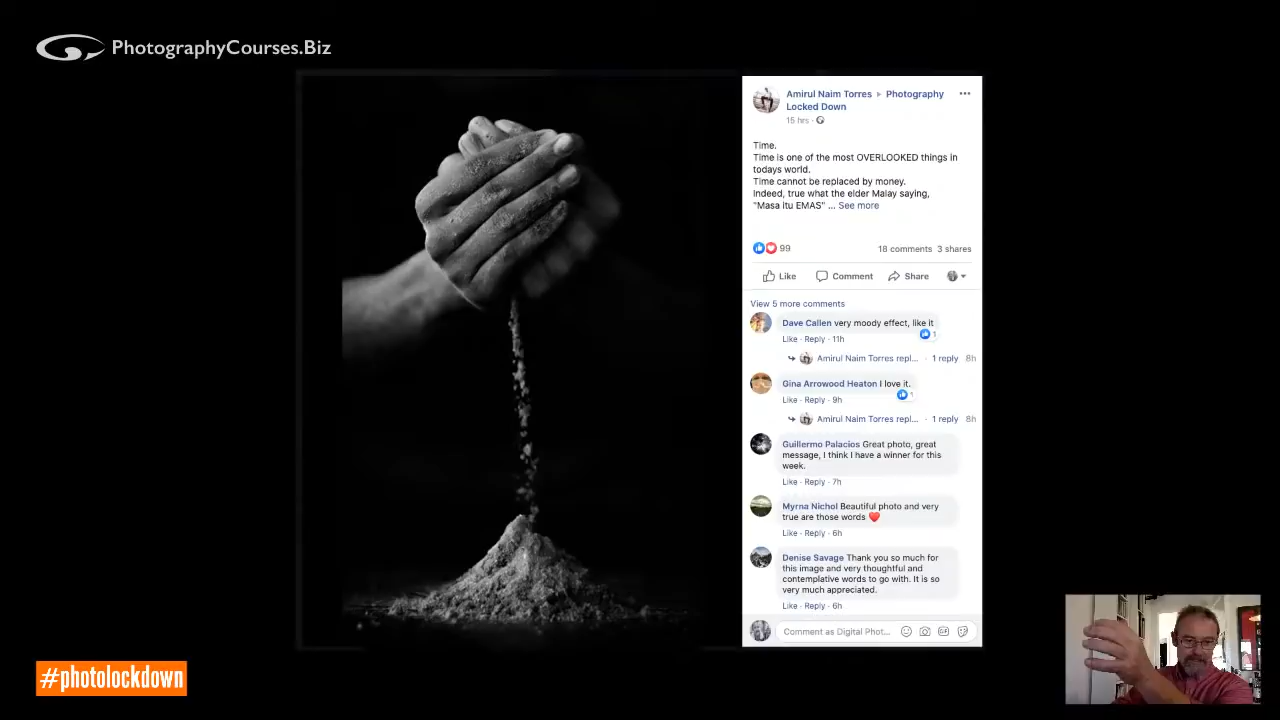 PhotographyCourses.Biz
Amirul Naim Torres ▸ Photography
Locked Down
15 hrs ·
Time.
Time is one of the most OVERLOOKED things in
todays world.
Time cannot be replaced by money.
Indeed, true what the elder Malay saying,
"Masa itu EMAS" ... See more
99
18 comments 3 shares
Like Comment Share
View 5 more comments
Dave Callen very moody effect, like it
1
Like · Reply · 11h
Amirul Naim Torres repl... · 1 reply 8h
Gina Arrowood Heaton I love it.
1
Like · Reply · 9h
Amirul Naim Torres repl... · 1 reply 8h
Guillermo Palacios Great photo, great
message, I think I have a winner for this
week.
Like · Reply · 7h
Myrna Nichol Beautiful photo and very
true are those words ❤️
Like · Reply · 6h
Denise Savage Thank you so much for
this image and very thoughtful and
contemplative words to go with. It is so
very much appreciated.
Like · Reply · 6h
Comment as Digital Phot...
#photolockdown